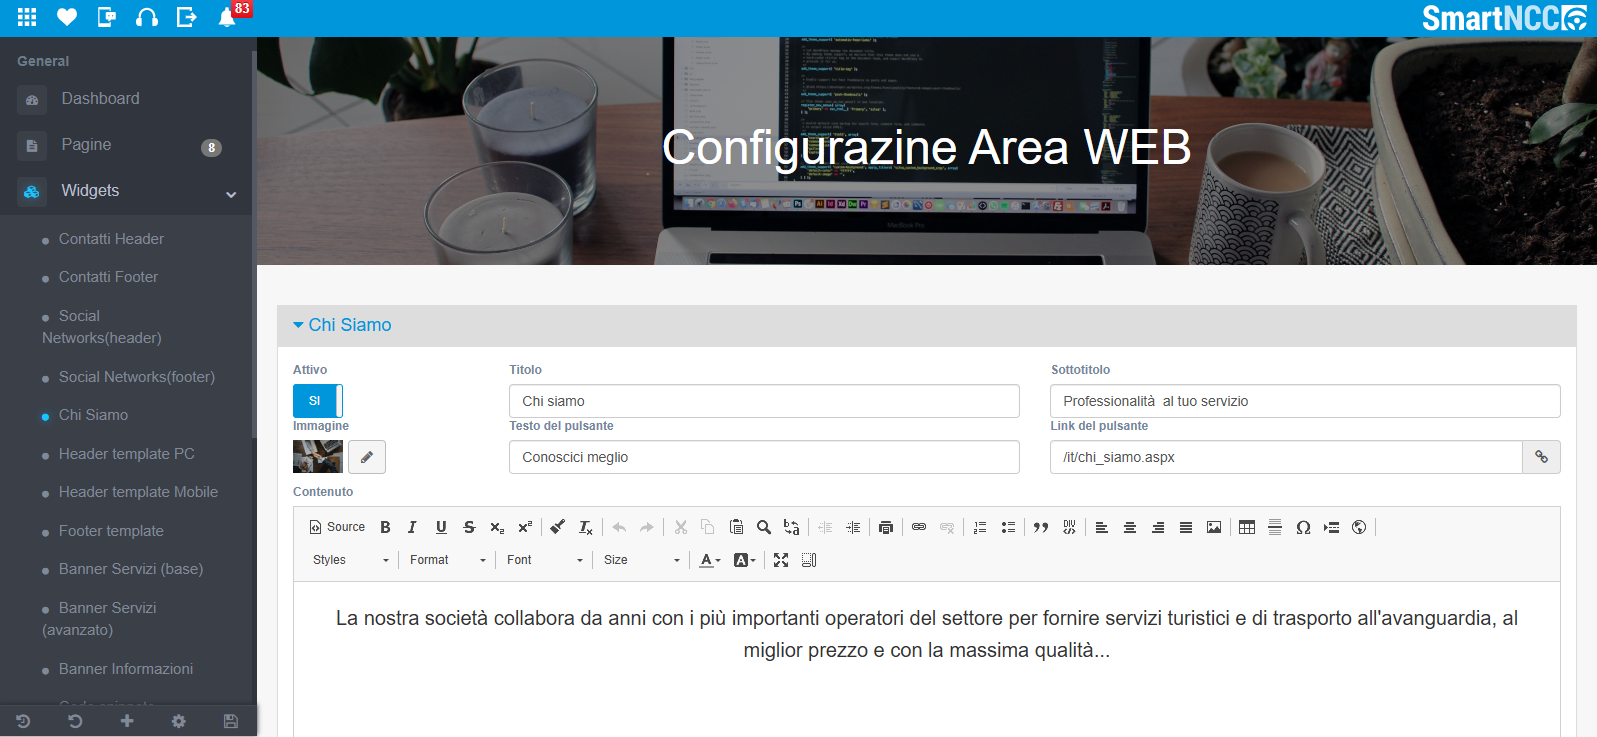 83
SmartNCC
General
Dashboard
Pagine
8
Widgets
Contatti Header
Contatti Footer
Social
Networks(header)
Social Networks(footer)
Chi Siamo
Header template PC
Header template Mobile
Footer template
Banner Servizi (base)
Banner Servizi
(avanzato)
Banner Informazioni
Configurazine Area WEB
MacBook Pro
Chi Siamo
Attivo
Titolo
Sottotitolo
SI
Chi siamo
Professionalità  al tuo servizio
Immagine
Testo del pulsante
Link del pulsante
Conoscici meglio
/it/chi_siamo.aspx
Contenuto
Source
Styles
Format
Font
Size
La nostra società collabora da anni con i più importanti operatori del settore per fornire servizi turistici e di trasporto all'avanguardia, al
miglior prezzo e con la massima qualità...